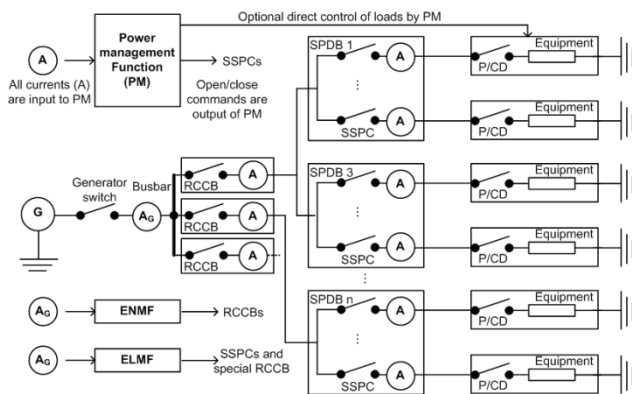 Optional direct control of loads by PM
Power
management
Function
(PM)
A
All currents (A)
are input to PM
SSPCs
Open/close
commands are
output of PM
SPDB 1
A
...
SSPC
A
Equipment
P/CD
Equipment
P/CD
Generator
switch
Busbar
G
AG
RCCB
A
RCCB
A
RCCB
A
SPDB 3
A
...
SSPC
A
Equipment
P/CD
Equipment
P/CD
...
SPDB n
A
...
SSPC
A
Equipment
P/CD
Equipment
P/CD
AG
ENMF
RCCBs
AG
ELMF
SSPCs and
special RCCB